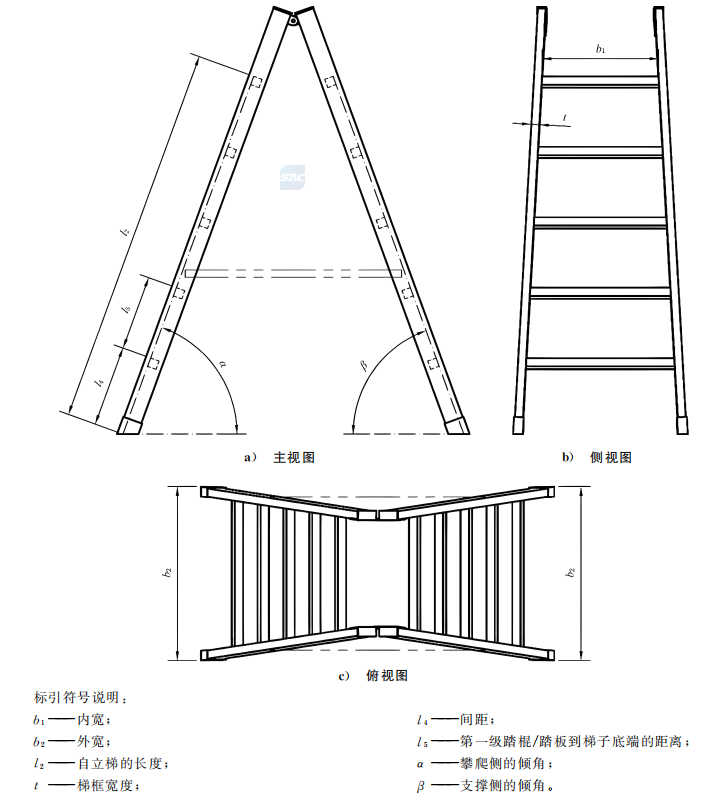 l₂
l₅
l₄
α
β
SAC
b₁
t
a） 主视图
b） 侧视图
b₂
b₂
c） 俯视图
标引符号说明：
b₁——内宽；
b₂——外宽；
l₂——自立梯的长度；
t——梯框宽度；
l₄——间距；
l₅——第一级踏棍/踏板到梯子底端的距离；
α——攀爬侧的倾角；
β——支撑侧的倾角。